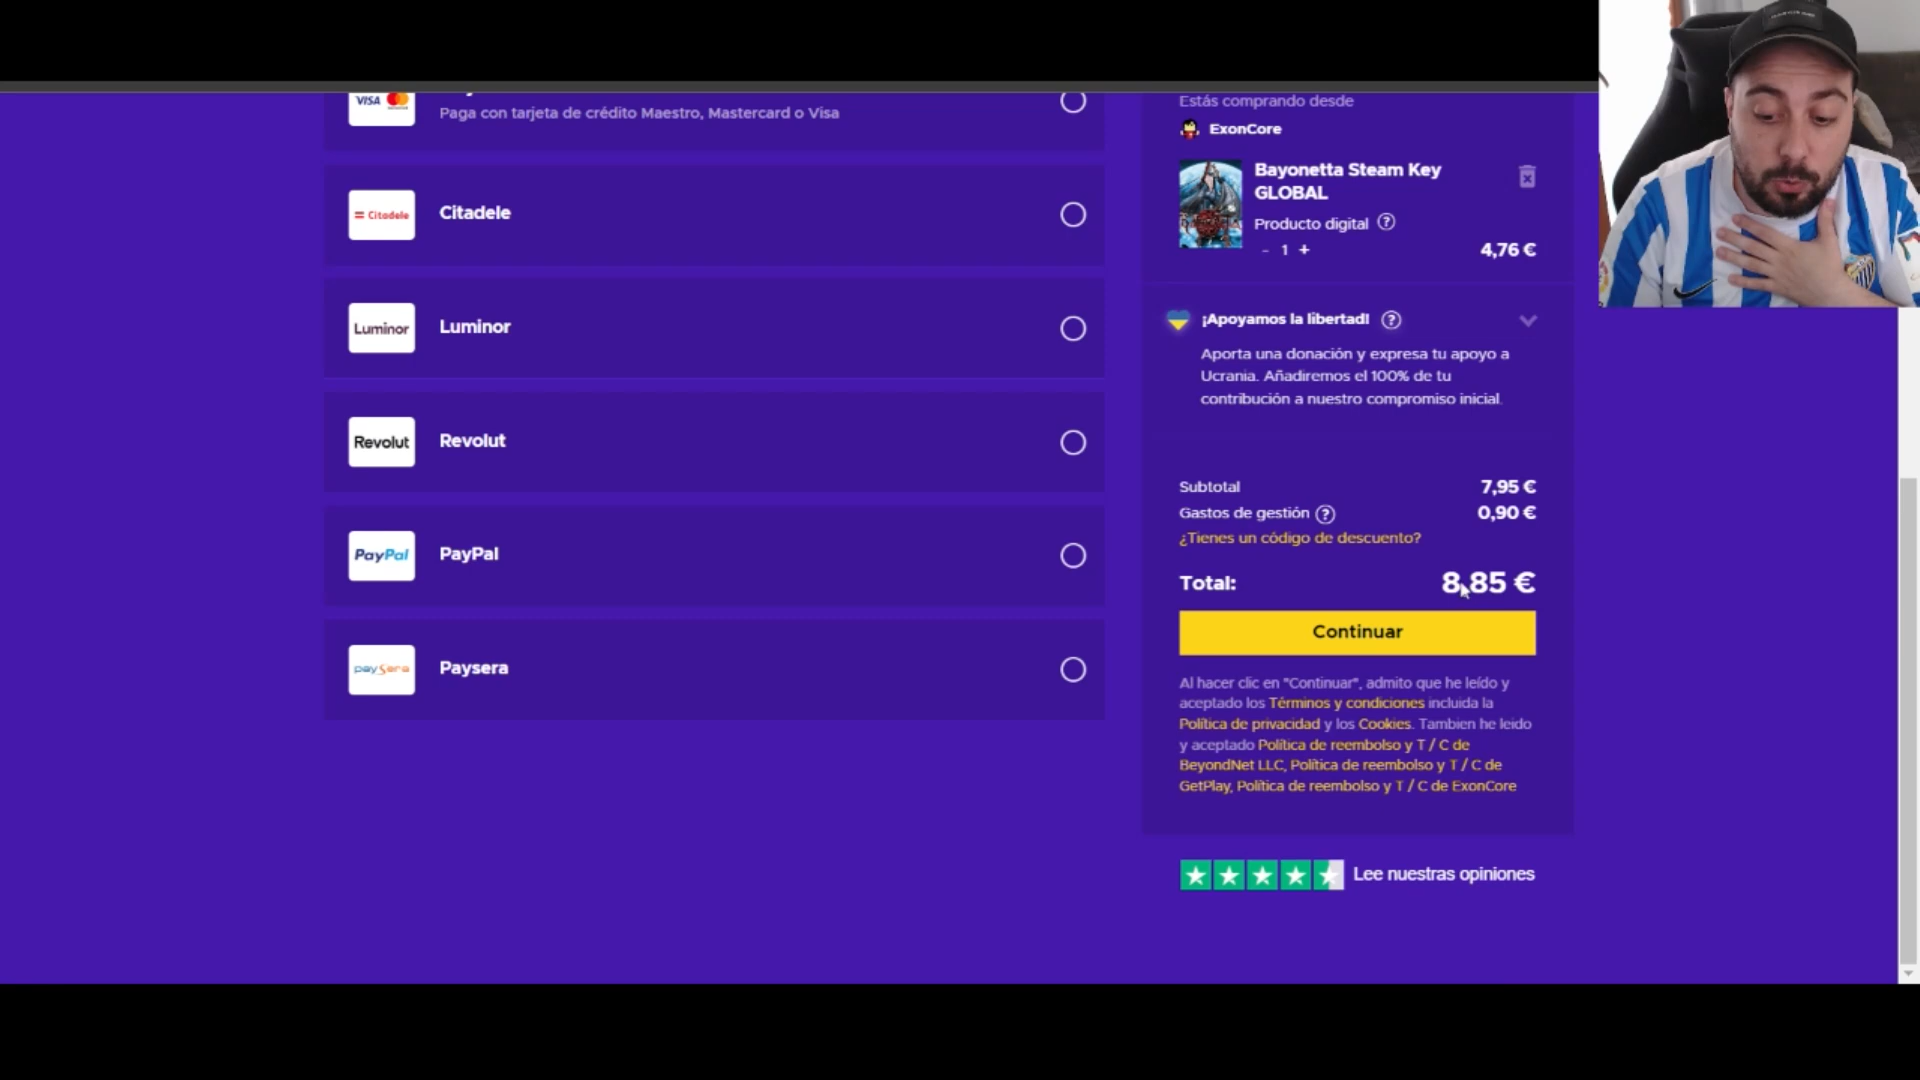 VISA
Paga con tarjeta de crédito Maestro, Mastercard o Visa
Citadele
Citadele
Luminor
Luminor
Revolut
Revolut
PayPal
PayPal
paysera
Paysera
Estás comprando desde
ExonCore
Bayonetta Steam Key
GLOBAL
Producto digital ?
- 1 +
4,76 €
¡Apoyamos la libertad! ?
Aporta una donación y expresa tu apoyo a
Ucrania. Añadiremos el 100% de tu
contribución a nuestro compromiso inicial.
Subtotal 7,95 €
Gastos de gestión ? 0,90 €
¿Tienes un código de descuento?
Total: 8,85 €
Continuar
Al hacer clic en "Continuar", admito que he leído y
aceptado los Términos y condiciones incluida la
Política de privacidad y los Cookies. Tambien he leido
y aceptado Política de reembolso y T / C de
BeyondNet LLC, Política de reembolso y T / C de
GetPlay, Política de reembolso y T / C de ExonCore
Lee nuestras opiniones